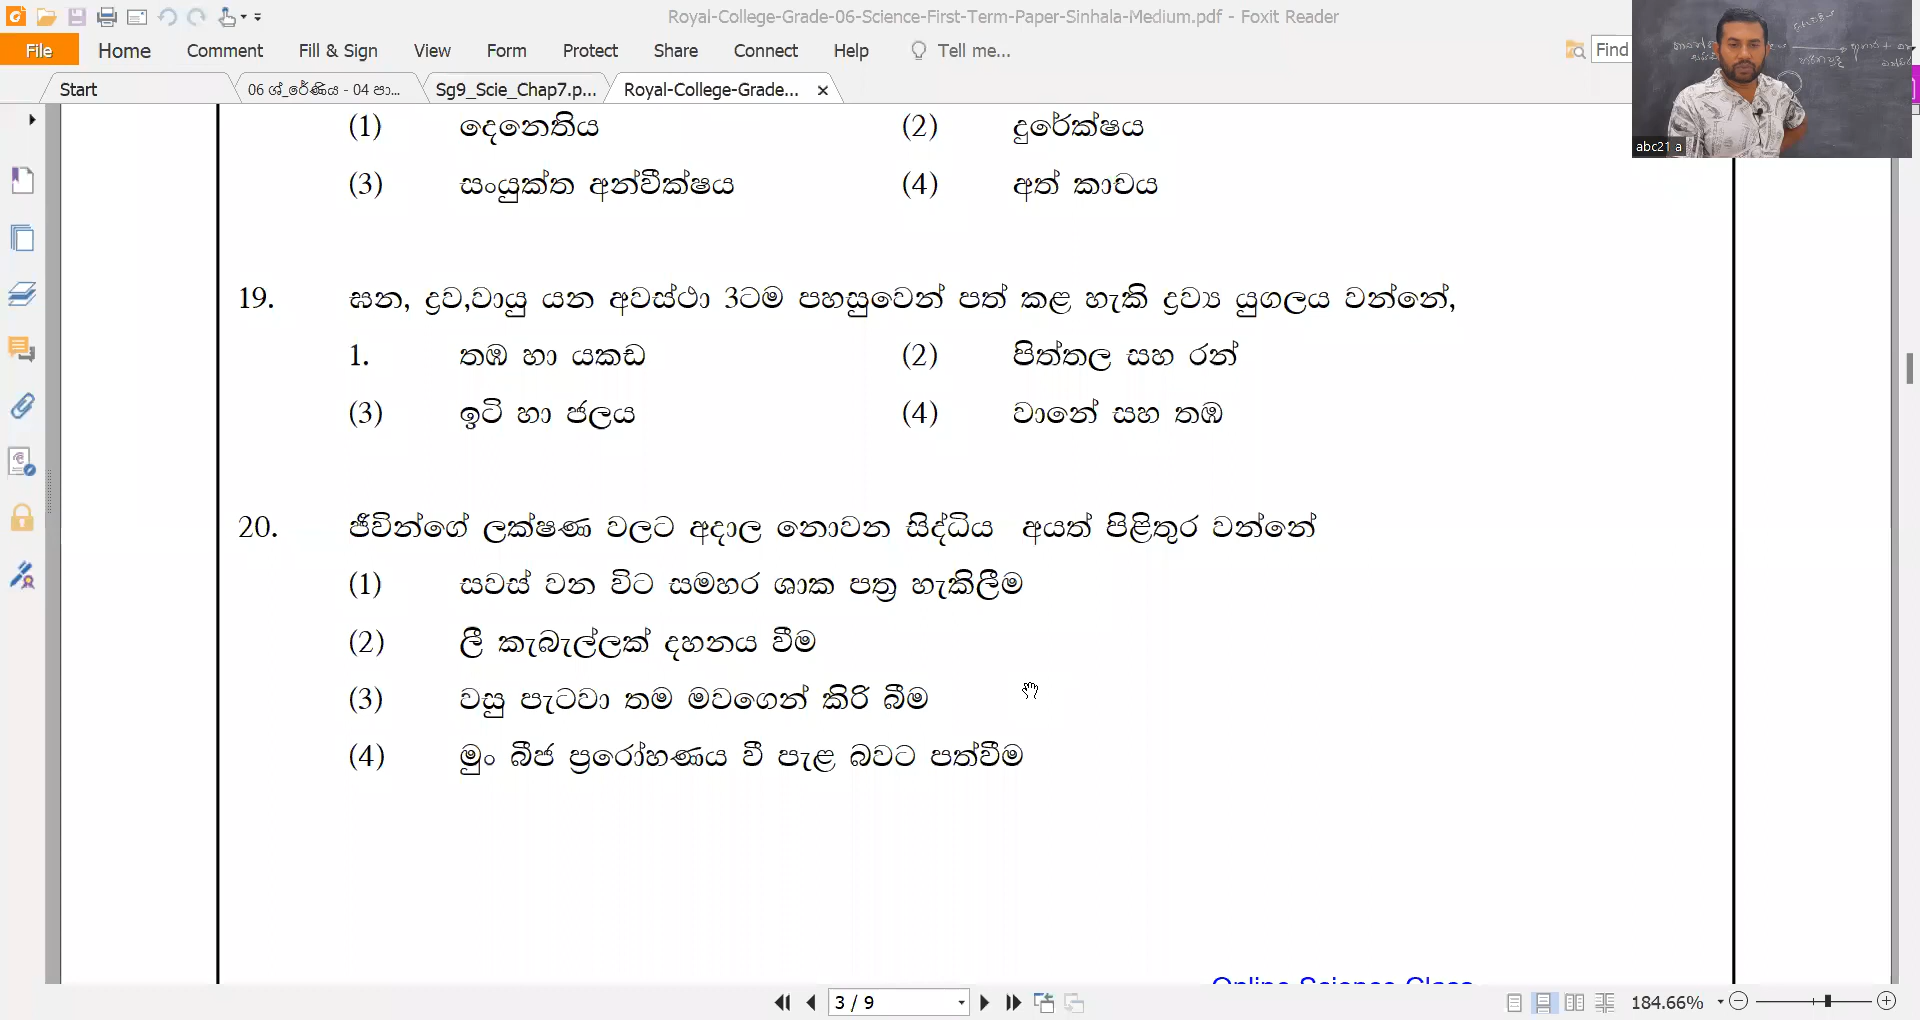 Royal-College-Grade-06-Science-First-Term-Paper-Sinhala-Medium.pdf - Foxit Reader
File Home Comment Fill & Sign View Form Protect Share Connect Help Tell me... Find
Start 06 ශ්‍රේණිය - 04 පා... Sg9_Scie_Chap7.p... Royal-College-Grade...
abc21 a
(1) දෙනෙතිය (2) දුරේක්ෂය
(3) සංයුක්ත අන්වීක්ෂය (4) අත් කාචය
19. ඝන, ද්‍රව,වායු යන අවස්ථා 3ටම පහසුවෙන් පත් කළ හැකි ද්‍රව්‍ය යුගලය වන්නේ,
1. තඹ හා යකඩ (2) පිත්තල සහ රන්
(3) ඉටි හා ජලය (4) වානේ සහ තඹ
20. ජීවින්ගේ ලක්ෂණ වලට අදාල නොවන සිද්ධිය අයත් පිළිතුර වන්නේ
(1) සවස් වන විට සමහර ශාක පත්‍ර හැකිලීම
(2) ලී කැබැල්ලක් දහනය වීම
(3) වසු පැටවා තම මවගෙන් කිරි බීම
(4) මුං බීජ ප්‍රරෝහණය වී පැළ බවට පත්වීම
Online Science Class
3 / 9 184.66%